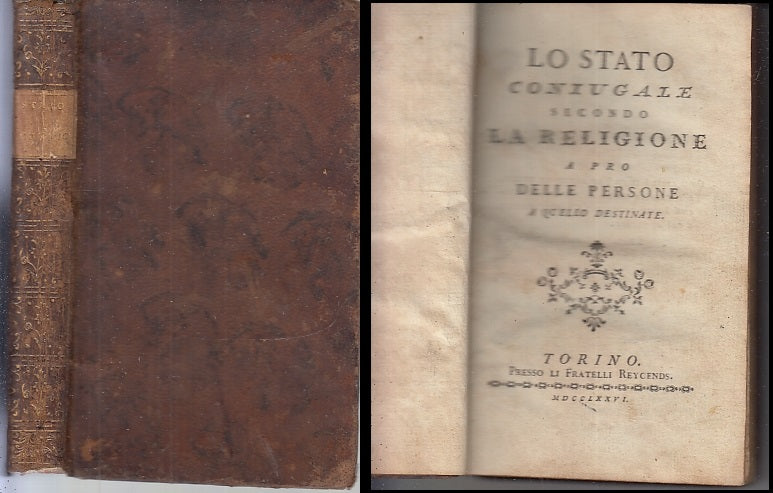 LO STATO
CONIUGALE
SECONDO
LA RELIGIONE
A PRO
DELLE PERSONE
A QUELLO DESTINATE.
TORINO.
PRESSO LI FRATELLI REYCENDS.
MDCCLXXVI.